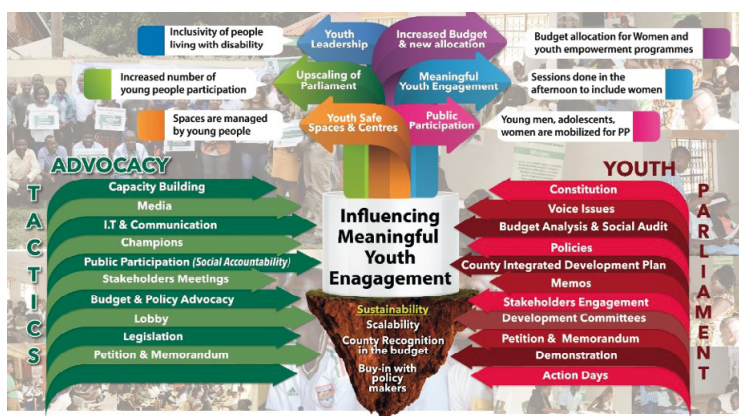 Inclusivity of people
living with disability
Youth
Leadership
Increased Budget
& new allocation
Budget allocation for Women and
youth empowerment programmes
Increased number of
young people participation
Upscaling of
Parliament
Meaningful
Youth Engagement
Sessions done in the
afternoon to include women
Spaces are managed
by young people
Youth Safe
Spaces & Centres
Public
Participation
Young men, adolescents,
women are mobilized for PP
ADVOCACY
TACTICS
Capacity Building
Media
I.T & Communication
Champions
Public Participation (Social Accountability)
Stakeholders Meetings
Budget & Policy Advocacy
Lobby
Legislation
Petition & Memorandum
Influencing
Meaningful
Youth
Enagagement
Sustainability
Scalability
County Recognition
in the budget
Buy-in with
policy
makers
YOUTH
PARLIAMENT
Constitution
Voice Issues
Budget Analysis & Social Audit
Policies
County Integrated Development Plan
Memos
Stakeholders Engagement
Development Committees
Petition & Memorandum
Demonstration
Action Days